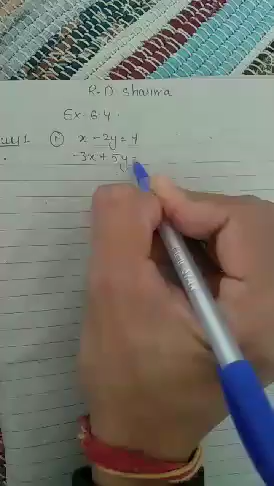 R.D. Sharma
Ex. 6.4.
① x - 2y = 4
-3x + 5y =